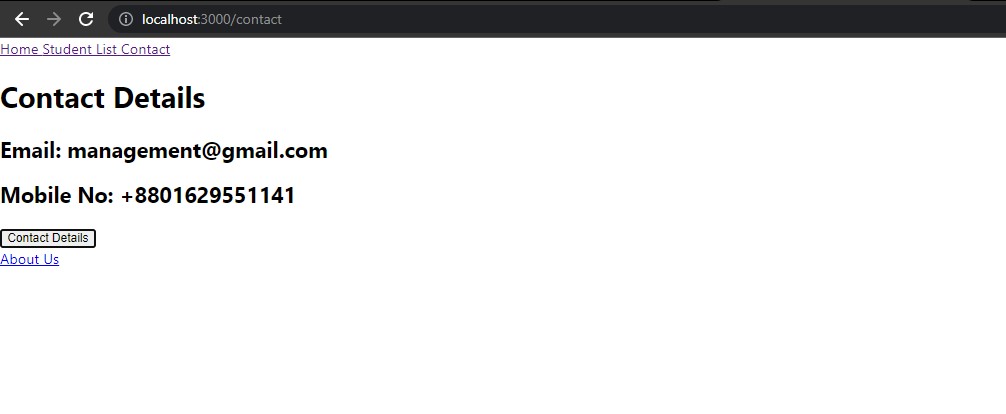 localhost:3000/contact
Home Student List Contact
Contact Details
Email: management@gmail.com
Mobile No: +8801629551141
Contact Details
About Us